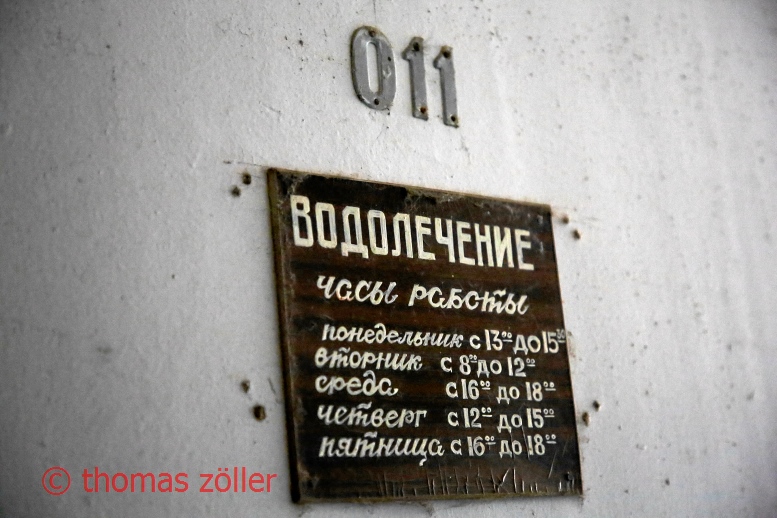 011
ВОДОЛЕЧЕНИЕ
часы работы
понедельник с 13⁰⁰ до 15³⁰
вторник с 8⁰⁰ до 12⁰⁰
среда с 16⁰⁰ до 18⁰⁰
четверг с 12⁰⁰ до 15⁰⁰
пятница с 16⁰⁰ до 18⁰⁰
© thomas zöller